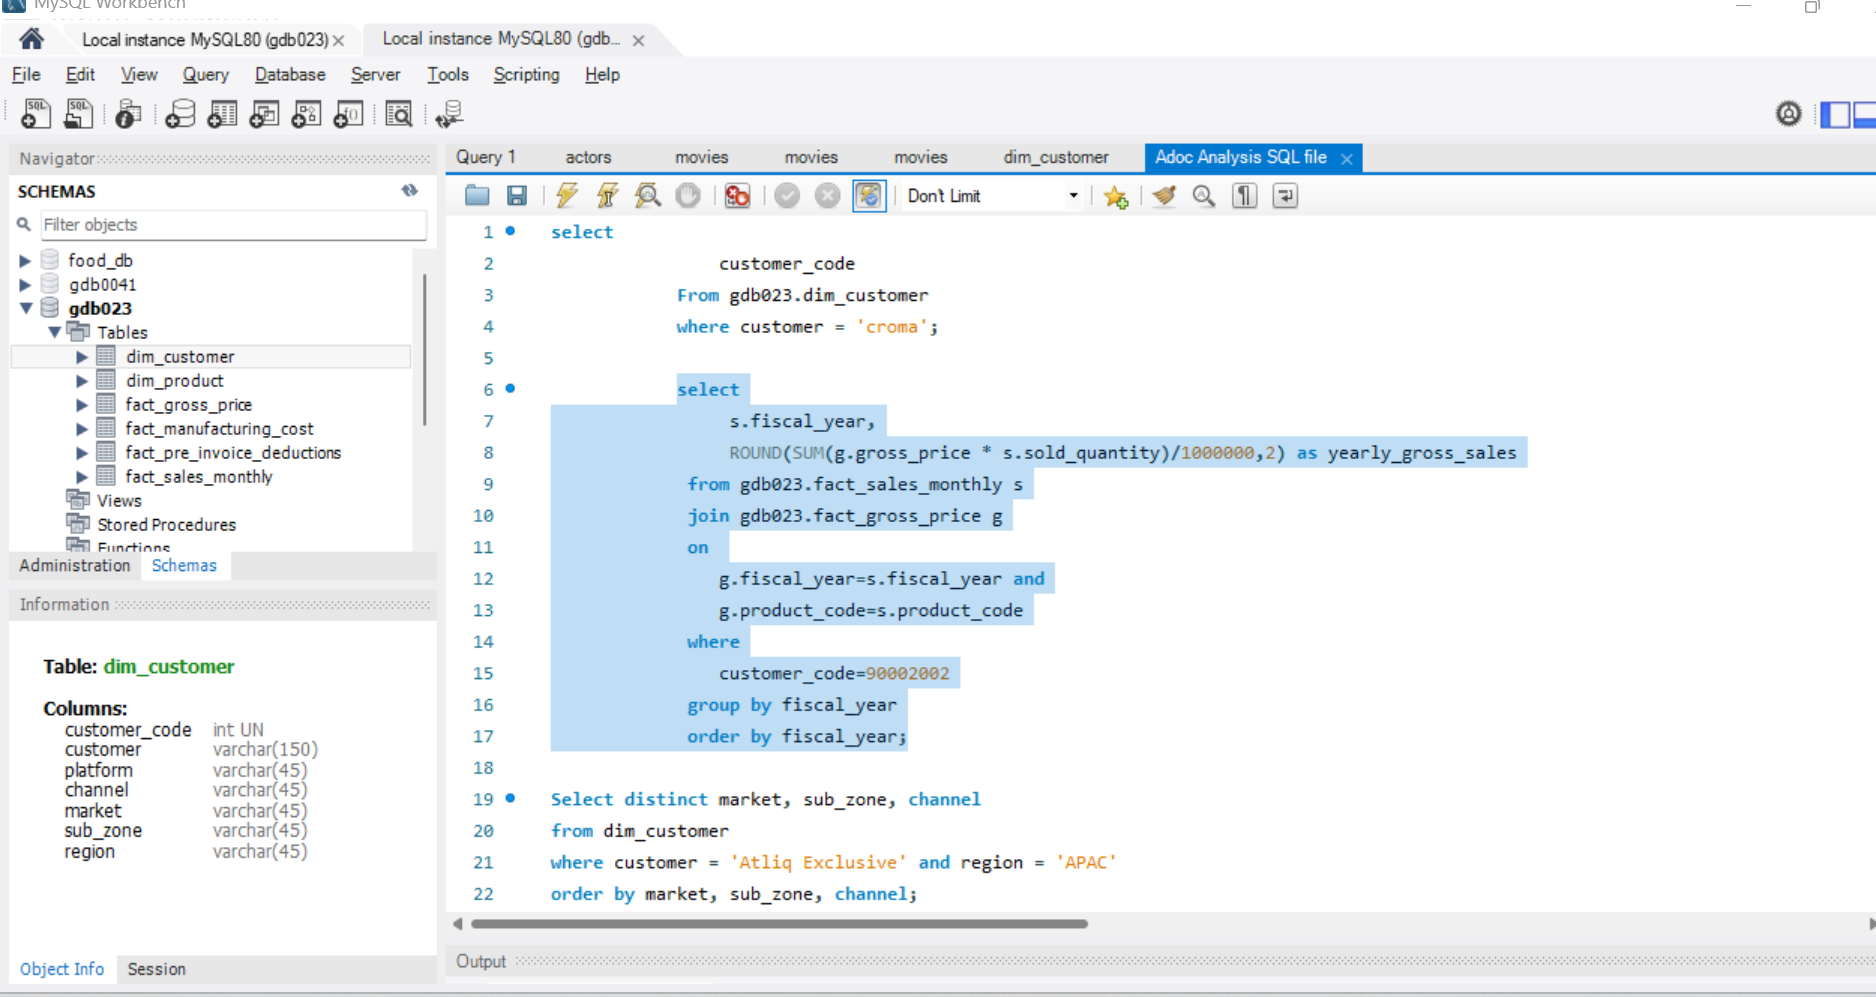 MySQL Workbench
Local instance MySQL80 (gdb023) ×
Local instance MySQL80 (gdb... ×
File Edit View Query Database Server Tools Scripting Help
Navigator
SCHEMAS
Filter objects
food_db
gdb0041
gdb023
Tables
dim_customer
dim_product
fact_gross_price
fact_manufacturing_cost
fact_pre_invoice_deductions
fact_sales_monthly
Views
Stored Procedures
Functions
Administration Schemas
Information
Table: dim_customer
Columns:
customer_code int UN
customer varchar(150)
platform varchar(45)
channel varchar(45)
market varchar(45)
sub_zone varchar(45)
region varchar(45)
Object Info Session
Query 1 actors movies movies movies dim_customer Adoc Analysis SQL file ×
Don't Limit
1 select
2 customer_code
3 From gdb023.dim_customer
4 where customer = 'croma';
5
6 select
7 s.fiscal_year,
8 ROUND(SUM(g.gross_price * s.sold_quantity)/1000000,2) as yearly_gross_sales
9 from gdb023.fact_sales_monthly s
10 join gdb023.fact_gross_price g
11 on
12 g.fiscal_year=s.fiscal_year and
13 g.product_code=s.product_code
14 where
15 customer_code=90002002
16 group by fiscal_year
17 order by fiscal_year;
18
19 Select distinct market, sub_zone, channel
20 from dim_customer
21 where customer = 'Atliq Exclusive' and region = 'APAC'
22 order by market, sub_zone, channel;
Output